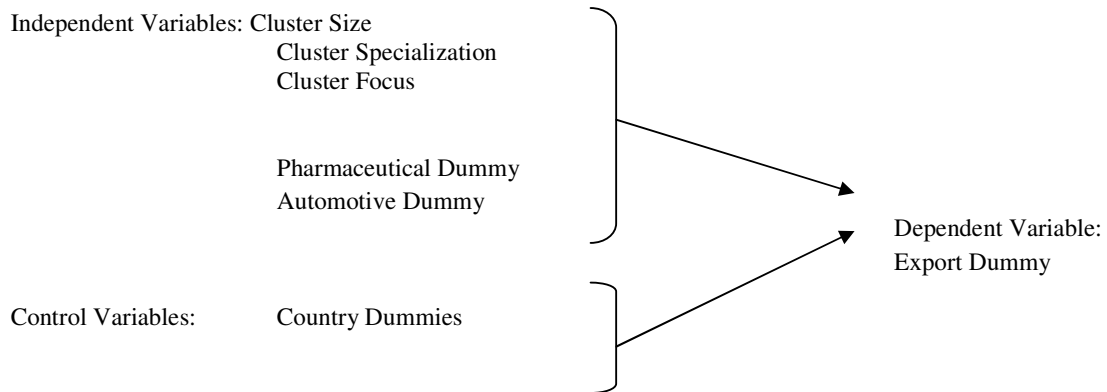 Independent Variables: Cluster Size
Cluster Specialization
Cluster Focus
Pharmaceutical Dummy
Automotive Dummy
Dependent Variable:
Export Dummy
Control Variables: Country Dummies